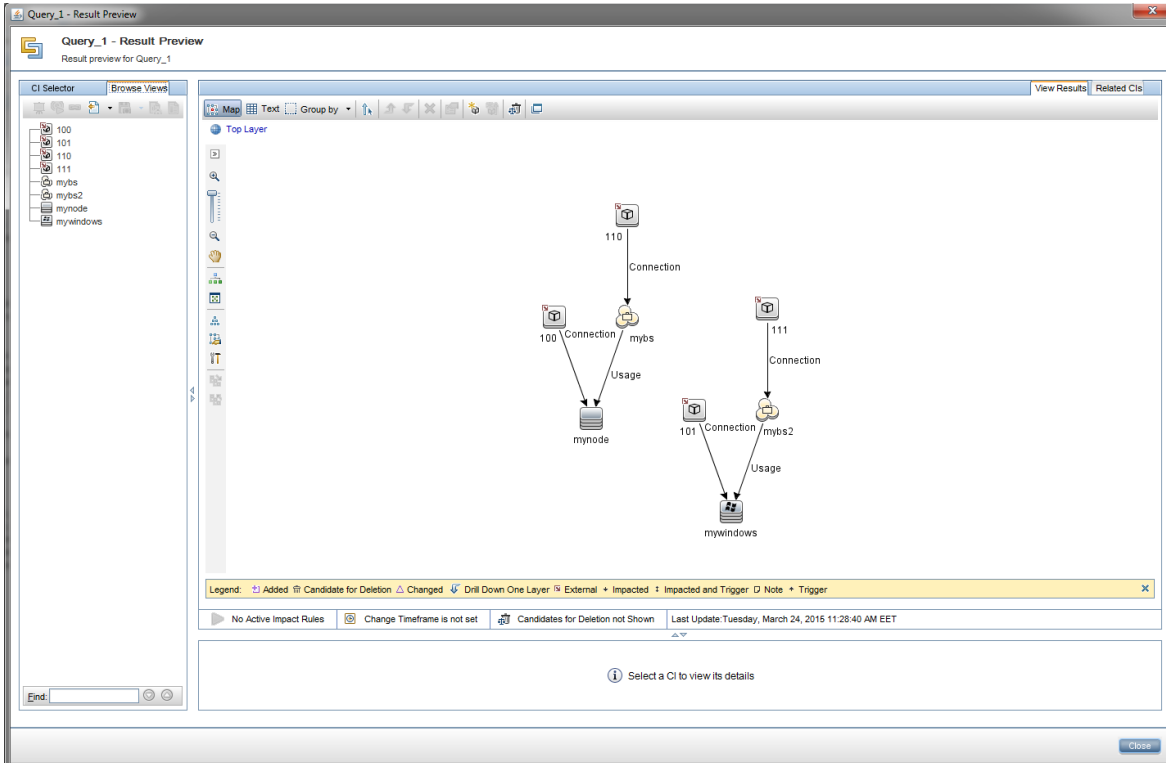 Query_1 - Result Preview
Query_1 - Result Preview
Result preview for Query_1
CI Selector Browse Views
100
101
110
111
mybs
mybs2
mynode
mywindows
Find:
View Results Related CIs
Map Text Group by
Top Layer
110
Connection
100 Connection mybs
Usage
mynode
111
Connection
101 Connection mybs2
Usage
mywindows
Legend: Added Candidate for Deletion Changed Drill Down One Layer External Impacted Impacted and Trigger Note Trigger
No Active Impact Rules Change Timeframe is not set Candidates for Deletion not Shown Last Update:Tuesday, March 24, 2015 11:28:40 AM EET
Select a CI to view its details
Close